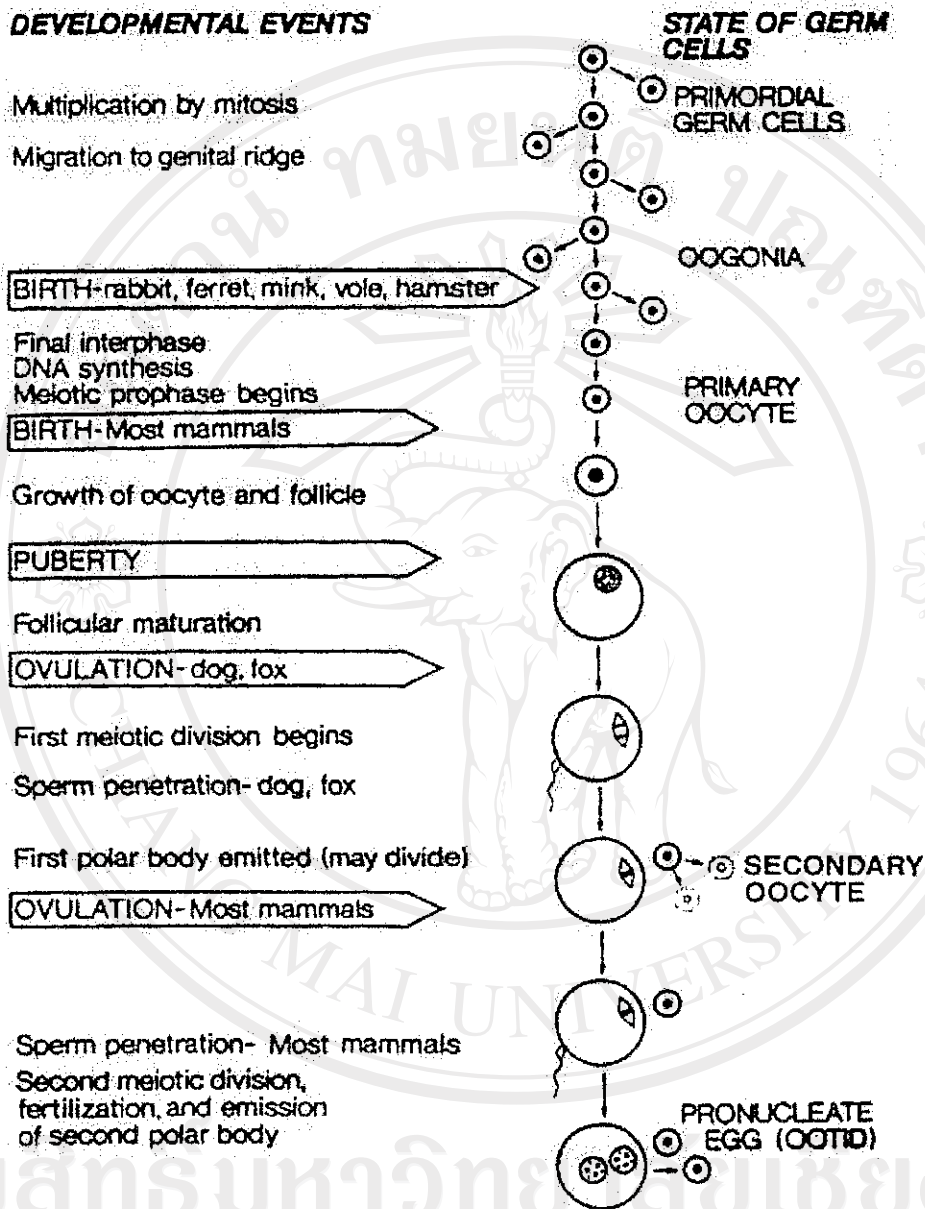 DEVELOPMENTAL EVENTS
STATE OF GERM
CELLS
Multiplication by mitosis
PRIMORDIAL
GERM CELLS
Migration to genital ridge
OOGONIA
BIRTH-rabbit, ferret, mink, vole, hamster
Final interphase
DNA synthesis
Meiotic prophase begins
PRIMARY
OOCYTE
BIRTH-Most mammals
Growth of oocyte and follicle
PUBERTY
Follicular maturation
OVULATION-dog, fox
First meiotic division begins
Sperm penetration-dog, fox
First polar body emitted (may divide)
SECONDARY
OOCYTE
OVULATION-Most mammals
Sperm penetration- Most mammals
Second meiotic division,
fertilization, and emission
of second polar body
PRONUCLEATE
EGG (OOTID)
CHIANG MAI UNIVERSITY 1964